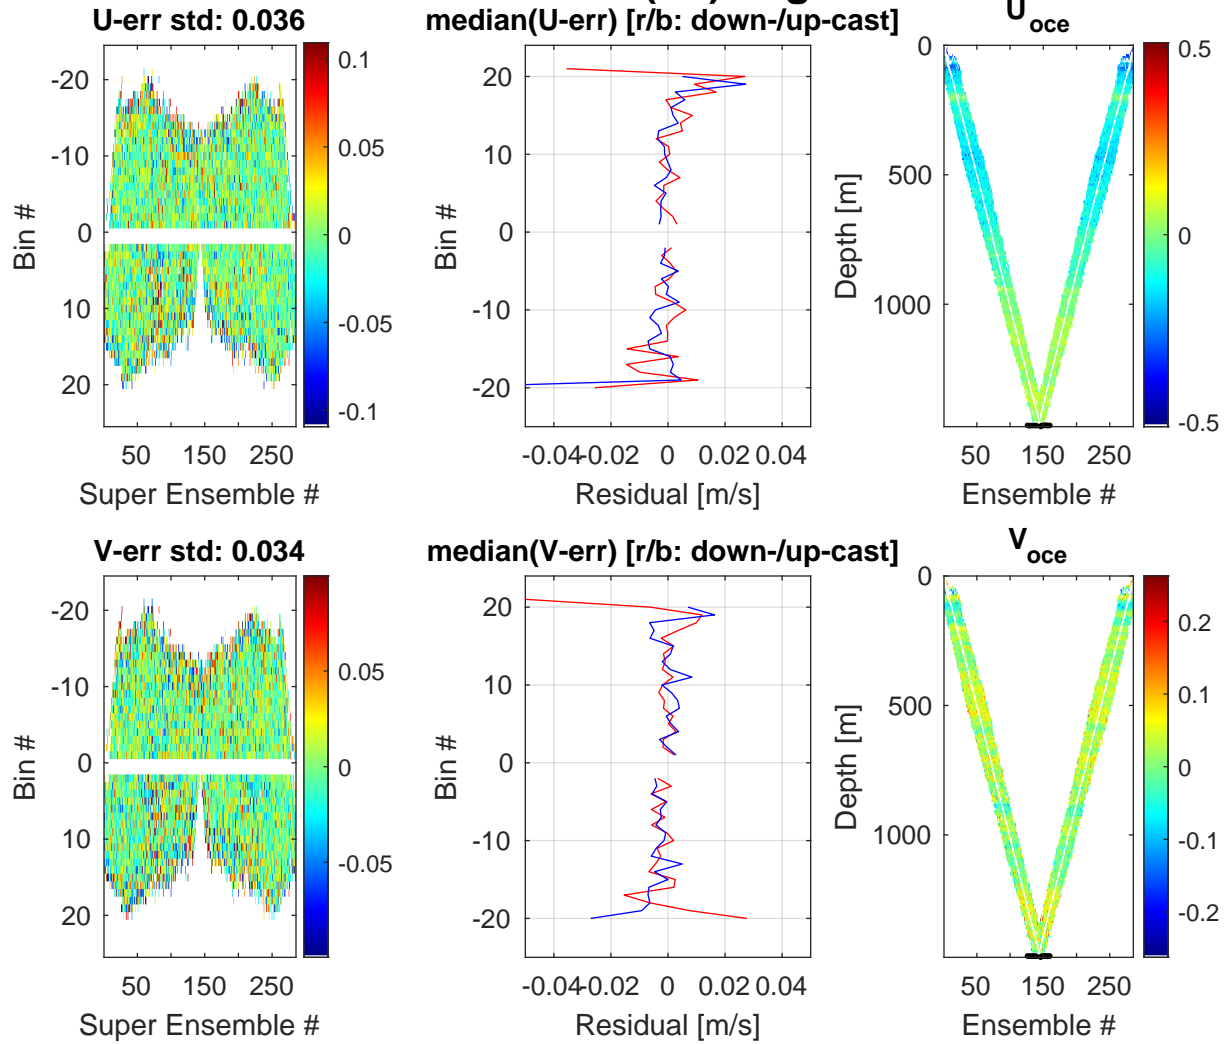 U-err std: 0.036
median(U-err) [r/b: down-/up-cast]
U oce
-20
-10
0
10
20
Bin #
50 150 250
Super Ensemble #
0.1
0.05
0
-0.05
-0.1
20
10
0
-10
-20
Bin #
-0.04 -0.02 0 0.02 0.04
Residual [m/s]
0
500
1000
Depth [m]
50 150 250
Ensemble #
0.5
0
-0.5
V-err std: 0.034
median(V-err) [r/b: down-/up-cast]
V oce
-20
-10
0
10
20
Bin #
50 150 250
Super Ensemble #
0.05
0
-0.05
20
10
0
-10
-20
Bin #
-0.04 -0.02 0 0.02 0.04
Residual [m/s]
0
500
1000
Depth [m]
50 150 250
Ensemble #
0.2
0.1
0
-0.1
-0.2